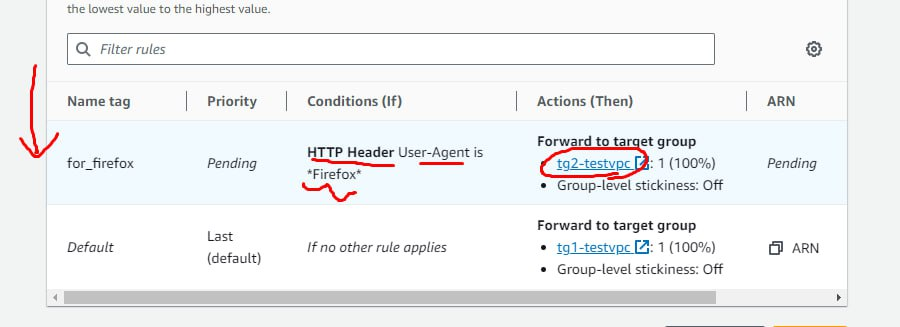 the lowest value to the highest value.
Filter rules
Name tag Priority Conditions (If) Actions (Then) ARN
for_firefox Pending HTTP Header User-Agent is
*Firefox*
Forward to target group
• tg2-testvpc: 1 (100%)
• Group-level stickiness: Off
Pending
Default Last
(default)
If no other rule applies
Forward to target group
• tg1-testvpc: 1 (100%)
• Group-level stickiness: Off
ARN